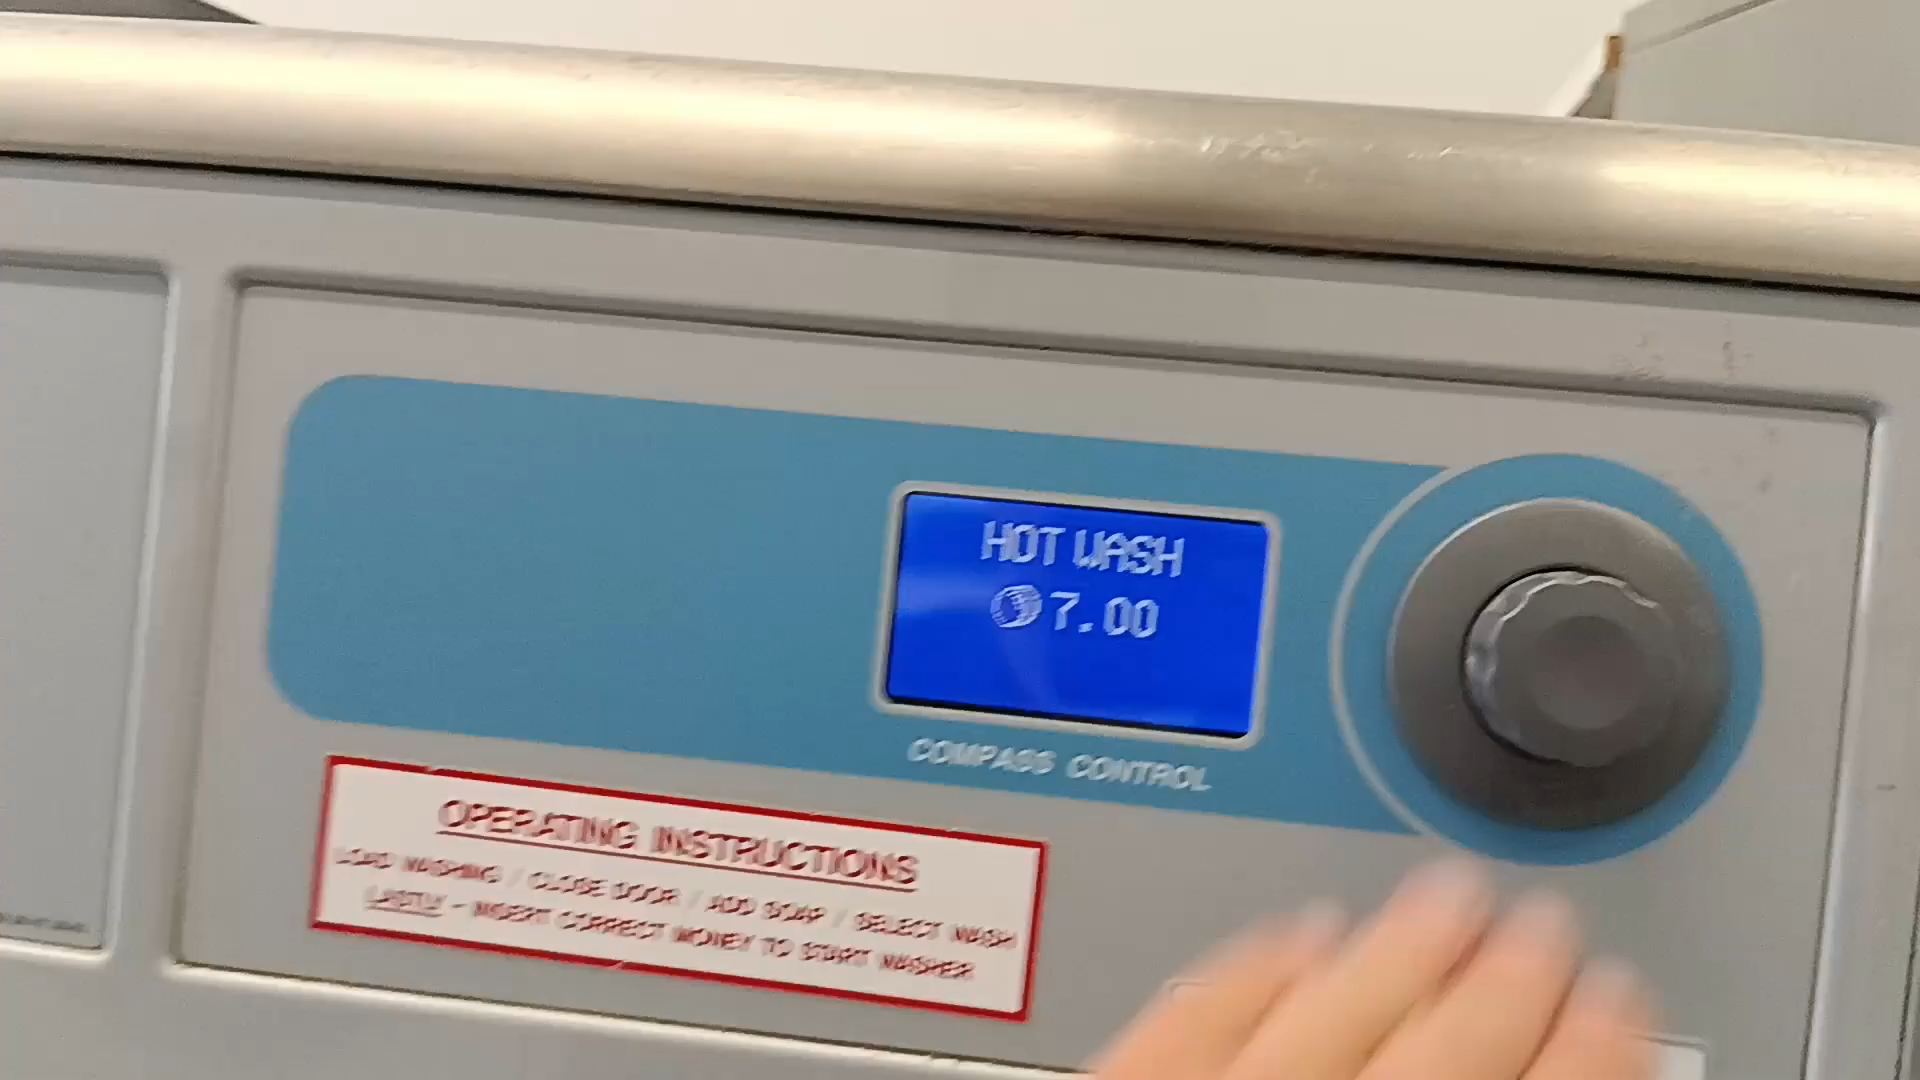 HOT WASH
7.00
COMPASS CONTROL
OPERATING INSTRUCTIONS
LOAD WASHING / CLOSE DOOR / ADD SOAP / SELECT WASH
LASTLY - INSERT CORRECT MONEY TO START WASHER